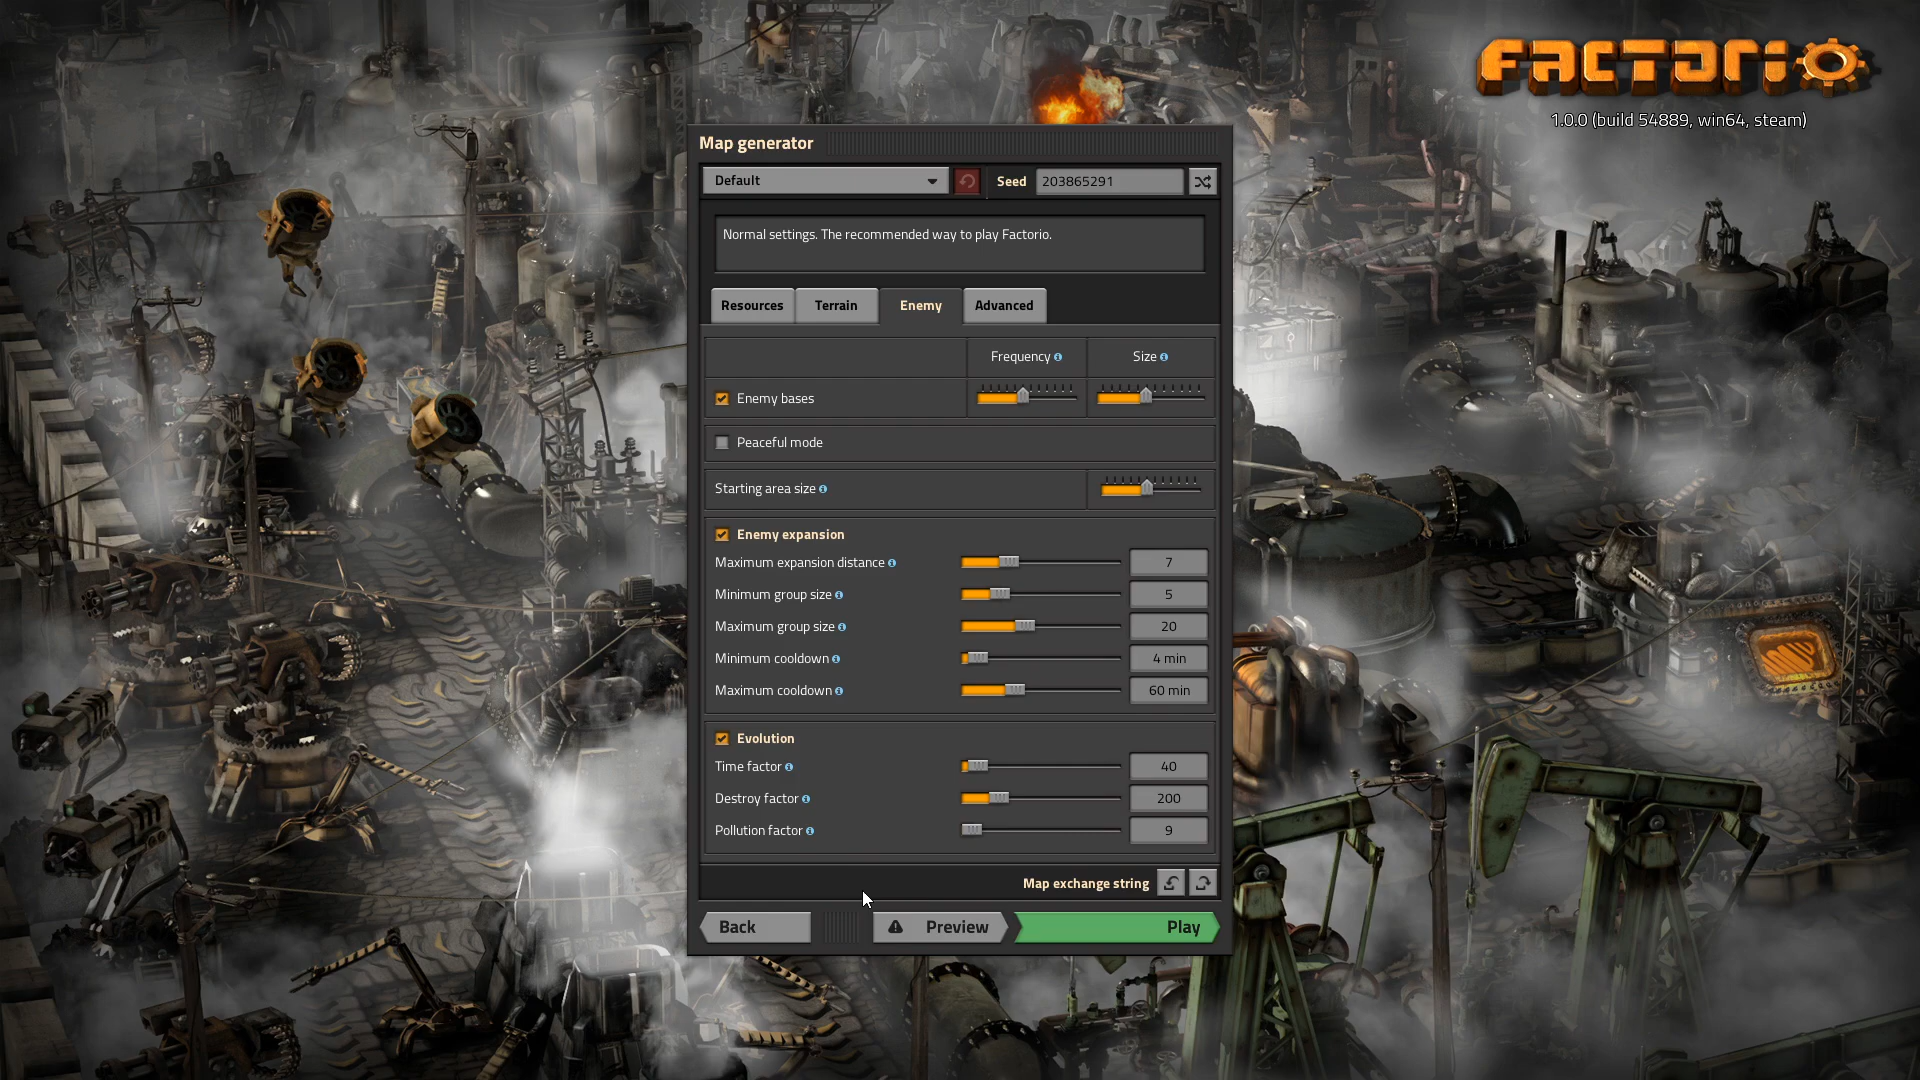 FACTORIO
1.0.0 (build 54889, win64, steam)
Map generator
Default
Seed
203865291
Normal settings. The recommended way to play Factorio.
Resources
Terrain
Enemy
Advanced
Frequency
Size
Enemy bases
Peaceful mode
Starting area size
Enemy expansion
Maximum expansion distance
7
Minimum group size
5
Maximum group size
20
Minimum cooldown
4 min
Maximum cooldown
60 min
Evolution
Time factor
40
Destroy factor
200
Pollution factor
9
Map exchange string
Back
Preview
Play